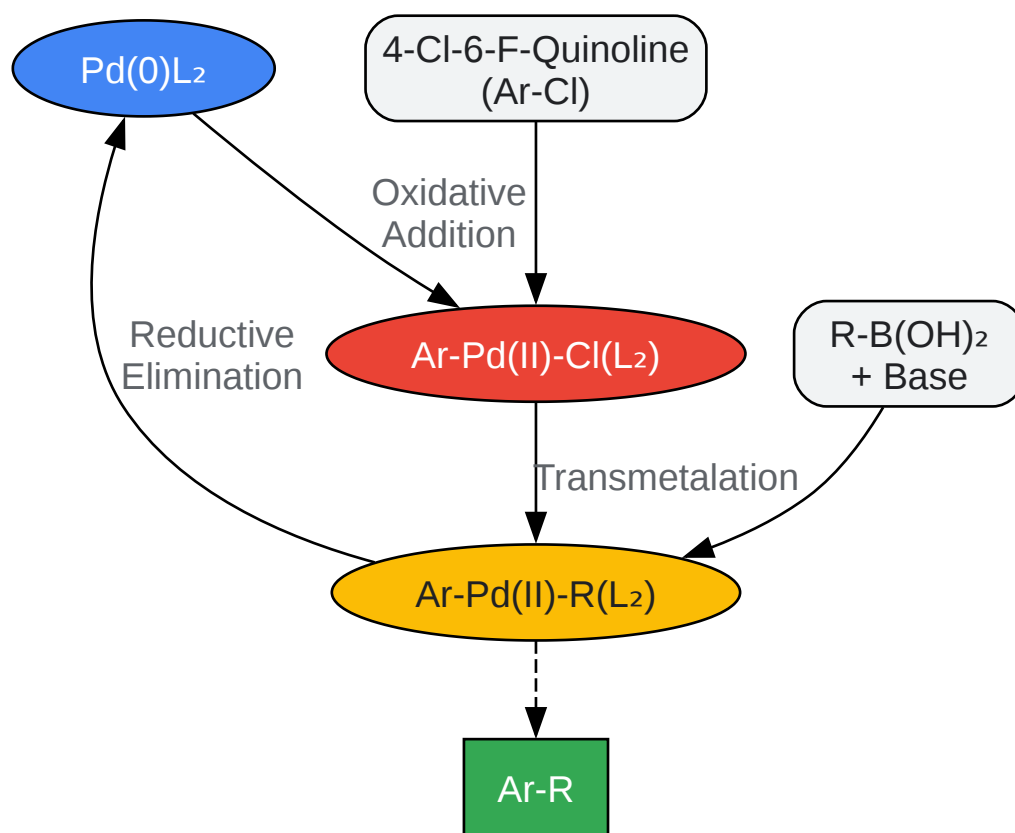 Pd(0)L₂
4-Cl-6-F-Quinoline
(Ar-Cl)
Oxidative
Addition
Reductive
Elimination
Ar-Pd(II)-Cl(L₂)
R-B(OH)₂
+ Base
Transmetalation
Ar-Pd(II)-R(L₂)
Ar-R